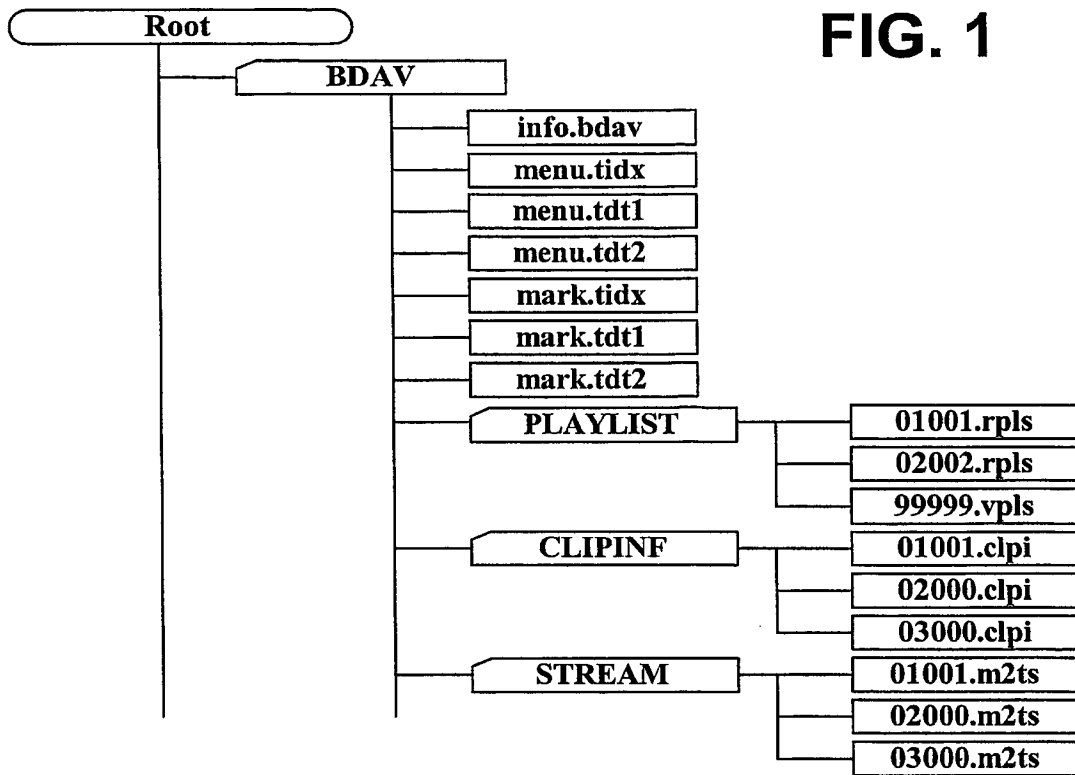 FIG. 1
Root
BDAV
info.bdav
menu.tidx
menu.tdt1
menu.tdt2
mark.tidx
mark.tdt1
mark.tdt2
PLAYLIST
01001.rpls
02002.rpls
99999.vpls
CLIPINF
01001.clpi
02000.clpi
03000.clpi
STREAM
01001.m2ts
02000.m2ts
03000.m2ts